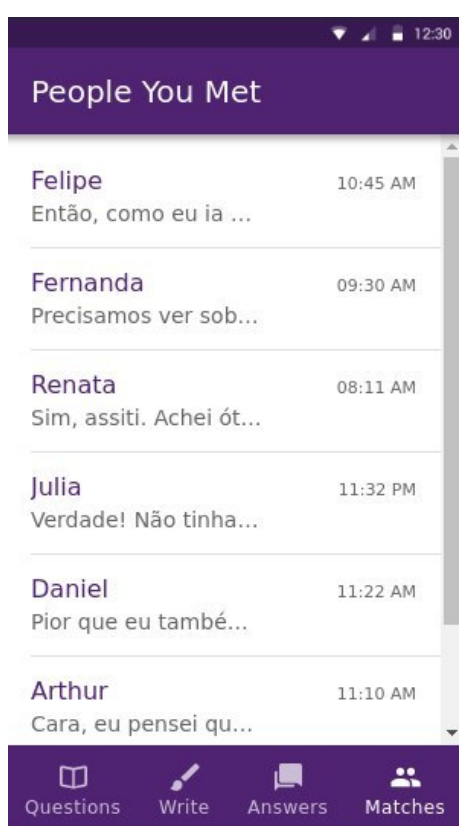 12:30
People You Met
Felipe 10:45 AM
Então, como eu ia ...
Fernanda 09:30 AM
Precisamos ver sob...
Renata 08:11 AM
Sim, assiti. Achei ót...
Julia 11:32 PM
Verdade! Não tinha...
Daniel 11:22 AM
Pior que eu també...
Arthur 11:10 AM
Cara, eu pensei qu...
Questions Write Answers Matches